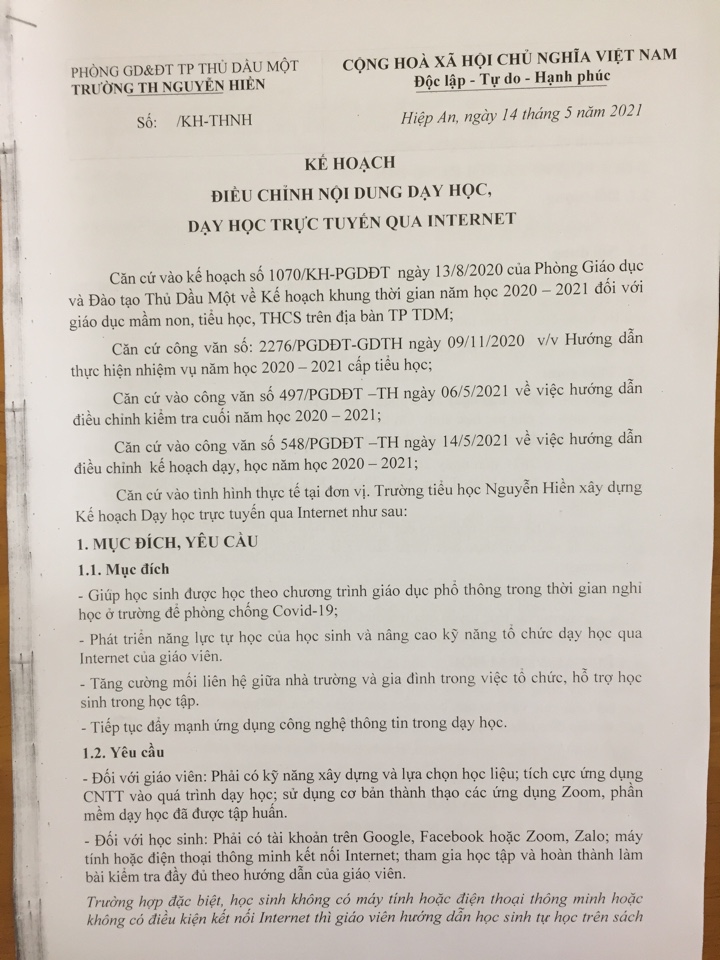 PHÒNG GD&ĐT TP THỦ DẦU MỘT
TRƯỜNG TH NGUYỄN HIỀN
CỘNG HOÀ XÃ HỘI CHỦ NGHĨA VIỆT NAM
Độc lập - Tự do - Hạnh phúc
Số: /KH-THNH
Hiệp An, ngày 14 tháng 5 năm 2021
KẾ HOẠCH
ĐIỀU CHỈNH NỘI DUNG DẠY HỌC,
DẠY HỌC TRỰC TUYẾN QUA INTERNET
Căn cứ vào kế hoạch số 1070/KH-PGDĐT ngày 13/8/2020 của Phòng Giáo dục
và Đào tạo Thủ Dầu Một về Kế hoạch khung thời gian năm học 2020 – 2021 đối với
giáo dục mầm non, tiểu học, THCS trên địa bàn TP TDM;
Căn cứ công văn số: 2276/PGDĐT-GDTH ngày 09/11/2020 v/v Hướng dẫn
thực hiện nhiệm vụ năm học 2020 – 2021 cấp tiểu học;
Căn cứ vào công văn số 497/PGDĐT –TH ngày 06/5/2021 về việc hướng dẫn
điều chỉnh kiểm tra cuối năm học 2020 – 2021;
Căn cứ vào công văn số 548/PGDĐT –TH ngày 14/5/2021 về việc hướng dẫn
điều chỉnh kế hoạch dạy, học năm học 2020 – 2021;
Căn cứ vào tình hình thực tế tại đơn vị. Trường tiểu học Nguyễn Hiền xây dựng
Kế hoạch Dạy học trực tuyến qua Internet như sau:
1. MỤC ĐÍCH, YÊU CẦU
1.1. Mục đích
- Giúp học sinh được học theo chương trình giáo dục phổ thông trong thời gian nghỉ
học ở trường để phòng chống Covid-19;
- Phát triển năng lực tự học của học sinh và nâng cao kỹ năng tổ chức dạy học qua
Internet của giáo viên.
- Tăng cường mối liên hệ giữa nhà trường và gia đình trong việc tổ chức, hỗ trợ học
sinh trong học tập.
- Tiếp tục đẩy mạnh ứng dụng công nghệ thông tin trong dạy học.
1.2. Yêu cầu
- Đối với giáo viên: Phải có kỹ năng xây dựng và lựa chọn học liệu; tích cực ứng dụng
CNTT vào quá trình dạy học; sử dụng cơ bản thành thạo các ứng dụng Zoom, phần
mềm dạy học đã được tập huấn.
- Đối với học sinh: Phải có tài khoản trên Google, Facebook hoặc Zoom, Zalo; máy
tính hoặc điện thoại thông minh kết nối Internet; tham gia học tập và hoàn thành làm
bài kiểm tra đầy đủ theo hướng dẫn của giáo viên.
Trường hợp đặc biệt, học sinh không có máy tính hoặc điện thoại thông minh hoặc
không có điều kiện kết nối Internet thì giáo viên hướng dẫn học sinh tự học trên sách